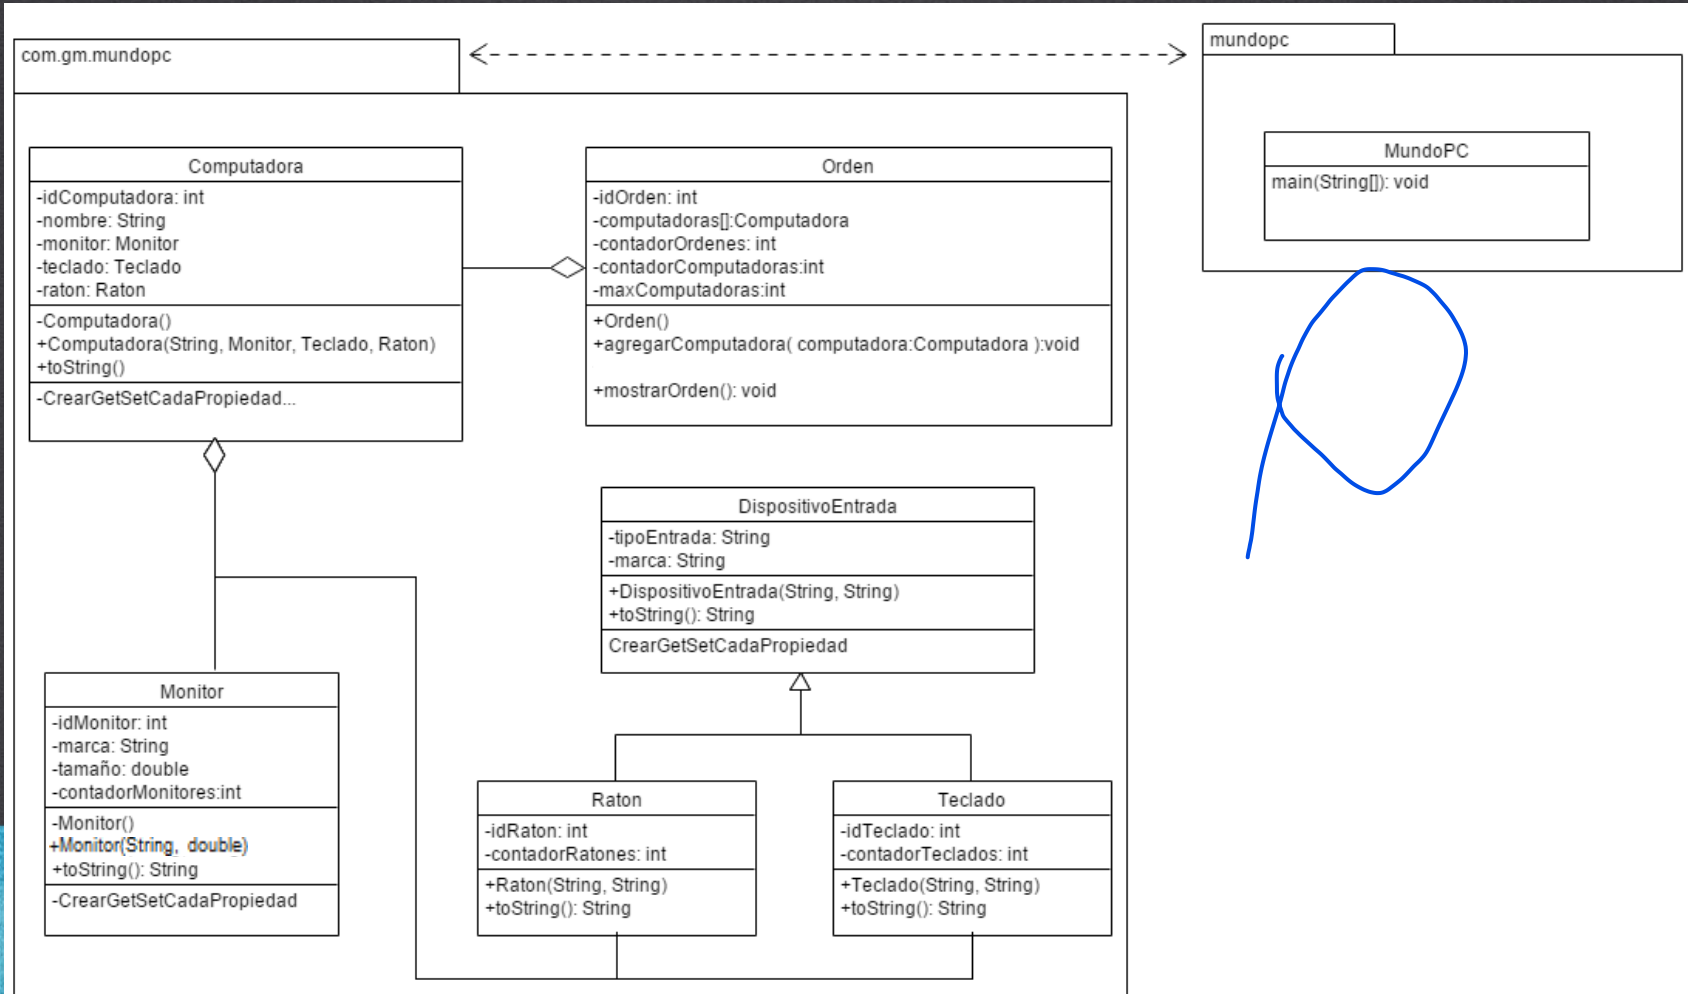 com.gm.mundopc
mundopc
MundoPC
main(String[]): void
Computadora
-idComputadora: int
-nombre: String
-monitor: Monitor
-teclado: Teclado
-raton: Raton
-Computadora()
+Computadora(String, Monitor, Teclado, Raton)
+toString()
-CrearGetSetCadaPropiedad...
Orden
-idOrden: int
-computadoras[]:Computadora
-contadorOrdenes: int
-contadorComputadoras:int
-maxComputadoras:int
+Orden()
+agregarComputadora( computadora:Computadora ):void
+mostrarOrden(): void
DispositivoEntrada
-tipoEntrada: String
-marca: String
+DispositivoEntrada(String, String)
+toString(): String
CrearGetSetCadaPropiedad
Monitor
-idMonitor: int
-marca: String
-tamaño: double
-contadorMonitores:int
-Monitor()
+Monitor(String, double)
+toString(): String
-CrearGetSetCadaPropiedad
Raton
-idRaton: int
-contadorRatones: int
+Raton(String, String)
+toString(): String
Teclado
-idTeclado: int
-contadorTeclados: int
+Teclado(String, String)
+toString(): String